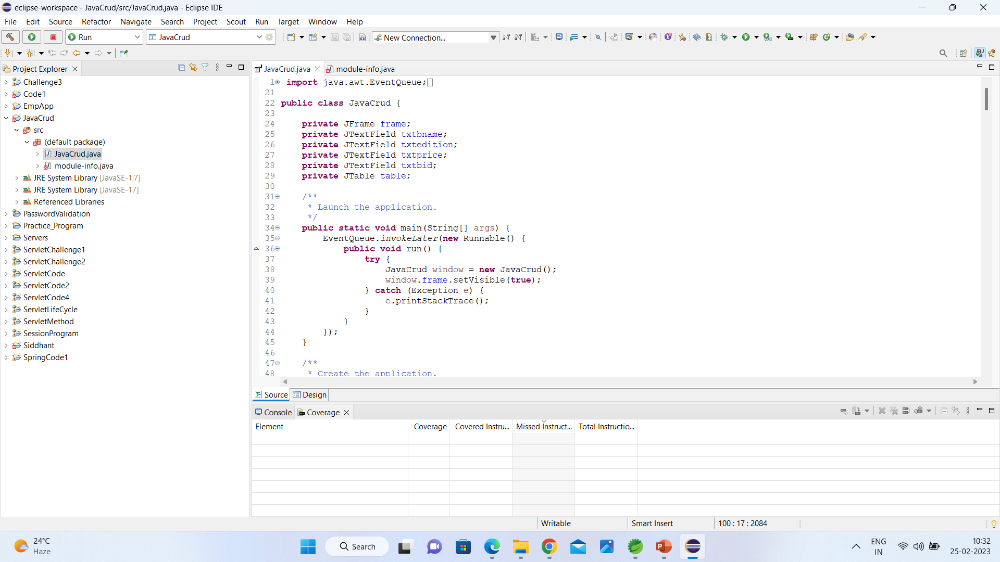 eclipse-workspace - JavaCrud/src/JavaCrud.java - Eclipse IDE
File Edit Source Refactor Navigate Search Project Scout Run Target Window Help
Run
JavaCrud
New Connection...
Project Explorer
Challenge3
Code1
EmpApp
JavaCrud
src
(default package)
JavaCrud.java
module-info.java
JRE System Library [JavaSE-1.7]
JRE System Library [JavaSE-17]
Referenced Libraries
PasswordValidation
Practice_Program
Servers
ServletChallenge1
ServletChallenge2
ServletCode
ServletCode2
ServletCode4
ServletLifeCycle
ServletMethod
SessionProgram
Siddhant
SpringCode1
JavaCrud.java module-info.java
1 import java.awt.EventQueue;
21
22 public class JavaCrud {
23
24 private JFrame frame;
25 private JTextField txtbname;
26 private JTextField txtedition;
27 private JTextField txtprice;
28 private JTextField txtbid;
29 private JTable table;
30
31 /**
32 * Launch the application.
33 */
34 public static void main(String[] args) {
35 EventQueue.invokeLater(new Runnable() {
36 public void run() {
37 try {
38 JavaCrud window = new JavaCrud();
39 window.frame.setVisible(true);
40 } catch (Exception e) {
41 e.printStackTrace();
42 }
43 }
44 });
45 }
46
47 /**
48 * Create the application.
Source Design
Console Coverage
Element Coverage Covered Instru... Missed Instruct... Total Instructio...
Writable Smart Insert 100 : 17 : 2084
24°C
Haze
Search
ENG
IN
10:32
25-02-2023